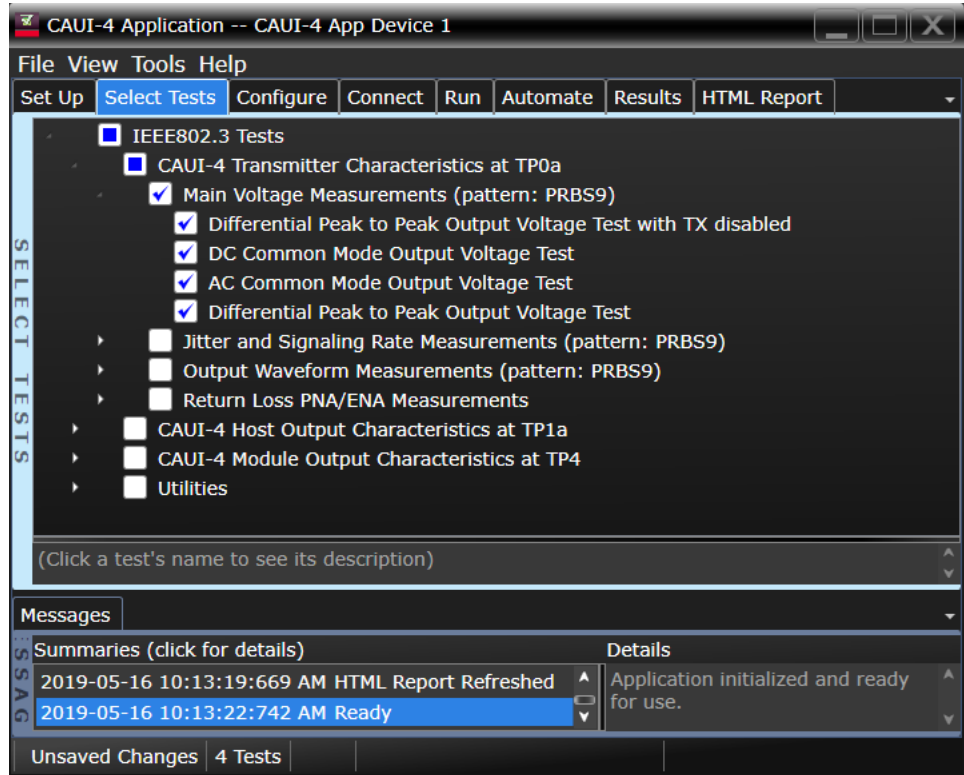 CAUI-4 Application -- CAUI-4 App Device 1
File View Tools Help
Set Up Select Tests Configure Connect Run Automate Results HTML Report
IEEE802.3 Tests
CAUI-4 Transmitter Characteristics at TP0a
Main Voltage Measurements (pattern: PRBS9)
Differential Peak to Peak Output Voltage Test with TX disabled
DC Common Mode Output Voltage Test
AC Common Mode Output Voltage Test
Differential Peak to Peak Output Voltage Test
Jitter and Signaling Rate Measurements (pattern: PRBS9)
Output Waveform Measurements (pattern: PRBS9)
Return Loss PNA/ENA Measurements
CAUI-4 Host Output Characteristics at TP1a
CAUI-4 Module Output Characteristics at TP4
Utilities
SELECT TESTS
(Click a test's name to see its description)
Messages
SSAG
Summaries (click for details)
2019-05-16 10:13:19:669 AM HTML Report Refreshed
2019-05-16 10:13:22:742 AM Ready
Details
Application initialized and ready
for use.
Unsaved Changes 4 Tests